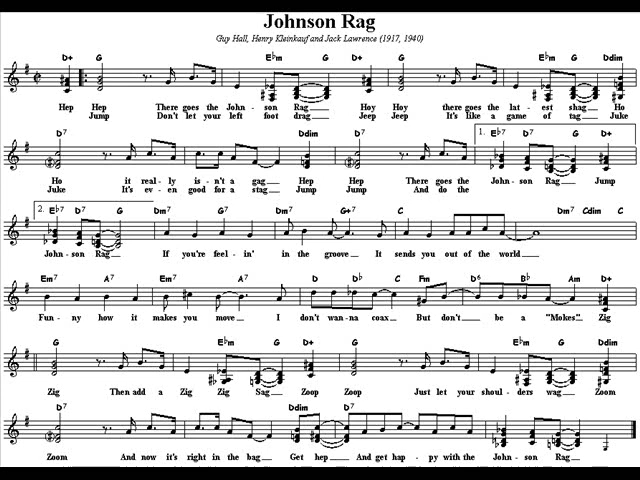 Johnson Rag
Guy Hall, Henry Kleinkauf and Jack Lawrence (1917, 1940)
D+ G E♭m G D+ G E♭m G Ddim
Hep Hep There goes the John- son Rag Hoy Hoy there goes the lat- est shag Ho
Jump Don't let your left foot drag Jeep Jeep It's like a game of tag Juke
D7 Ddim D7 1. E♭7 D7 G D+
Ho it real- ly is- n't a gag Hep Hep There goes the John- son Rag Jump
Juke It's ev- en good for a stag Jump Jump And do the
2. E♭7 D7 G Dm7 G7 Dm7 G+7 C Dm7 Cdim C
John- son Rag If you're feel- in' in the groove It sends you out of the world
Em7 A7 Em7 A7 D D♭ C Fm D6 B♭ Am D+
Fun- ny how it makes you move I don't wan- na coax But don't be a "Mokes" Zig
G E♭m G D+ G E♭m G Ddim
Zig Then add a Zig Zig Sag Zoop Zoop Just let your shoul- ders wag Zoom
D7 Ddim D7 E♭7 D7 G
Zoom And now it's right in the bag Get hep And get hap- py with the John- son Rag